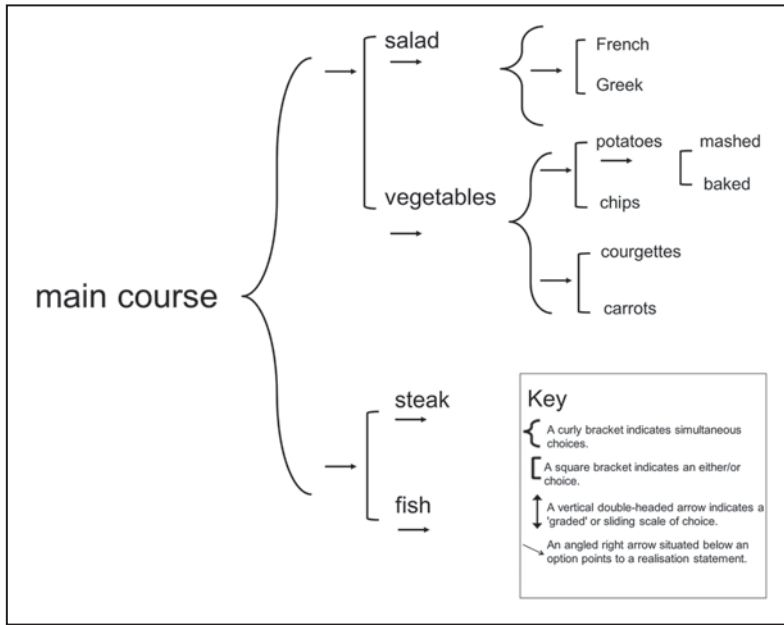 salad
French
Greek
potatoes
mashed
baked
vegetables
chips
courgettes
carrots
main course
steak
fish
Key
A curly bracket indicates simultaneous
choices.
A square bracket indicates an either/or
choice.
A vertical double-headed arrow indicates a
'graded' or sliding scale of choice.
An angled right arrow situated below an
option points to a realisation statement.